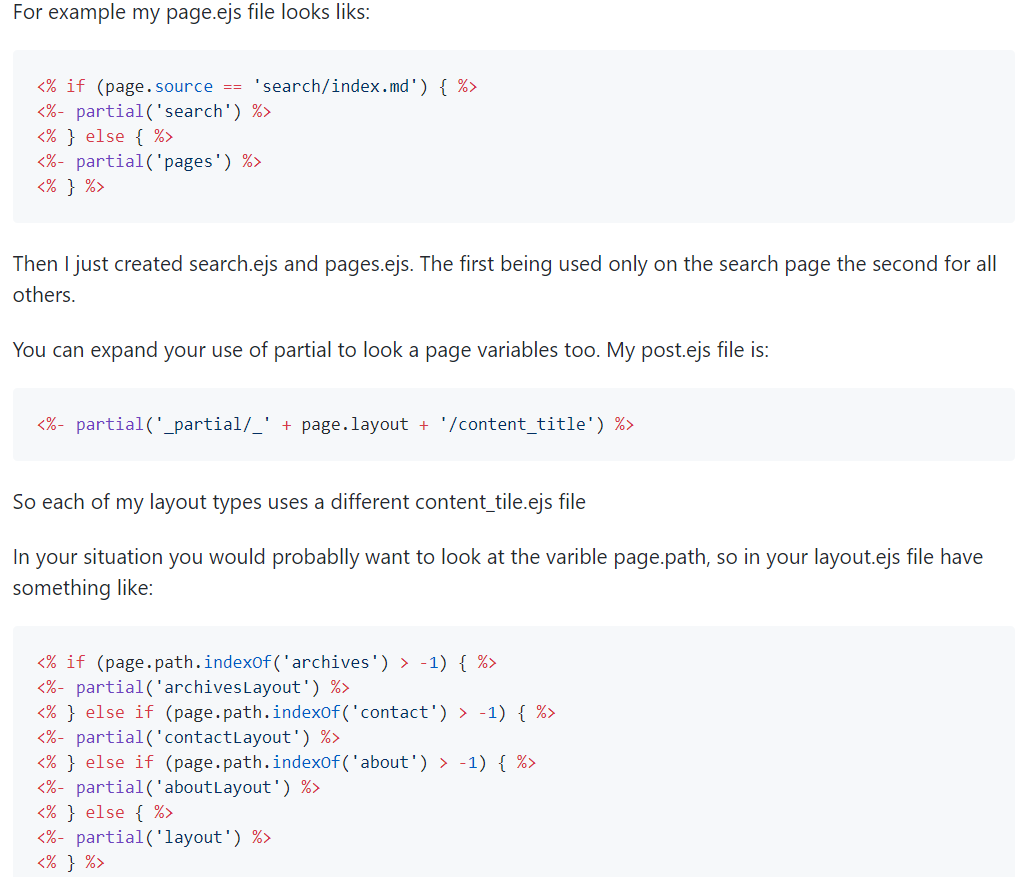 For example my page.ejs file looks liks:
<% if (page.source == 'search/index.md') { %>
<%- partial('search') %>
<% } else { %>
<%- partial('pages') %>
<% } %>
Then I just created search.ejs and pages.ejs. The first being used only on the search page the second for all
others.
You can expand your use of partial to look a page variables too. My post.ejs file is:
<%- partial('_partial/_' + page.layout + '/content_title') %>
So each of my layout types uses a different content_tile.ejs file
In your situation you would probablly want to look at the varible page.path, so in your layout.ejs file have
something like:
<% if (page.path.indexOf('archives') > -1) { %>
<%- partial('archivesLayout') %>
<% } else if (page.path.indexOf('contact') > -1) { %>
<%- partial('contactLayout') %>
<% } else if (page.path.indexOf('about') > -1) { %>
<%- partial('aboutLayout') %>
<% } else { %>
<%- partial('layout') %>
<% } %>